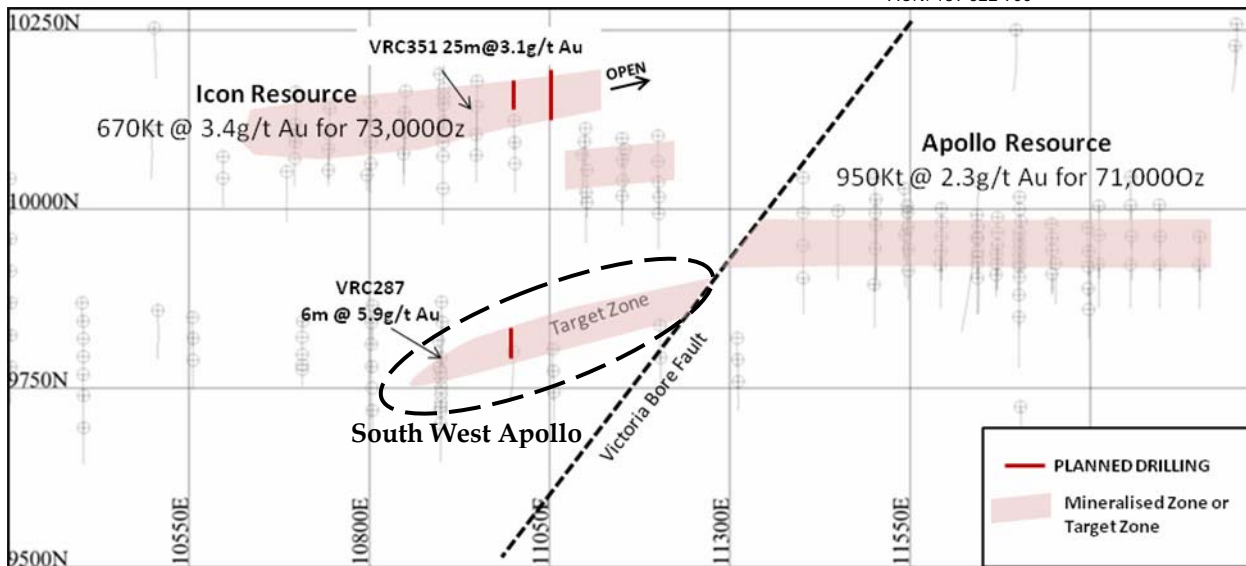 10250N
VRC351 25m@3.1g/t Au
OPEN
Icon Resource
670Kt @ 3.4g/t Au for 73,000Oz
Apollo Resource
950Kt @ 2.3g/t Au for 71,000Oz
10000N
VRC287
6m @ 5.9g/t Au
Target Zone
Victoria Bore Fault
9750N
South West Apollo
PLANNED DRILLING
Mineralised Zone or
Target Zone
10550E
10800E
11050E
11300E
11550E
9500N